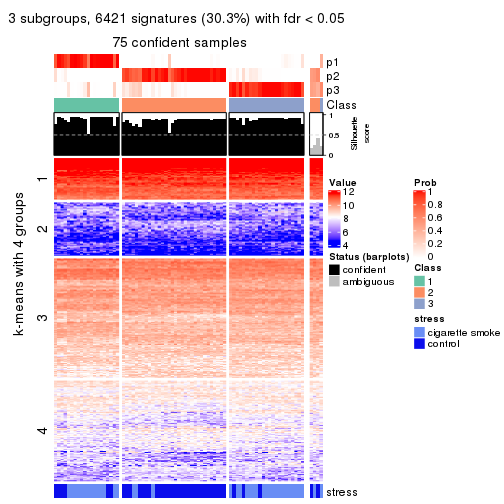 3 subgroups, 6421 signatures (30.3%) with fdr < 0.05
75 confident samples
p1
p2
p3
Class
1
0.5
0
Silhouette
score
k-means with 4 groups
1
2
3
4
stress
Value
12
10
8
6
4
Status (barplots)
confident
ambiguous
Prob
1
0.8
0.6
0.4
0.2
0
Class
1
2
3
stress
cigarette smoke
control